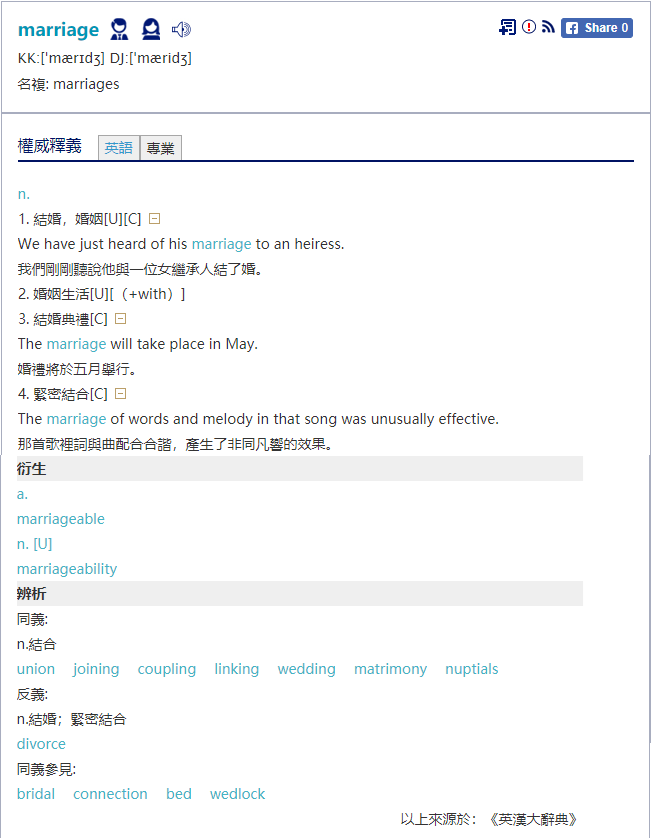 marriage Share 0
KK:[ˈmærɪdʒ] DJ:[ˈmæridʒ]
名複: marriages
權威釋義 英語 專業
n.
1. 結婚，婚姻[U][C]
We have just heard of his marriage to an heiress.
我們剛剛聽說他與一位女繼承人結了婚。
2. 婚姻生活[U][（+with）]
3. 結婚典禮[C]
The marriage will take place in May.
婚禮將於五月舉行。
4. 緊密結合[C]
The marriage of words and melody in that song was unusually effective.
那首歌裡詞與曲配合合諧，產生了非同凡響的效果。
衍生
a.
marriageable
n. [U]
marriageability
辨析
同義:
n.結合
union joining coupling linking wedding matrimony nuptials
反義:
n.結婚；緊密結合
divorce
同義參見:
bridal connection bed wedlock
以上來源於：《英漢大辭典》